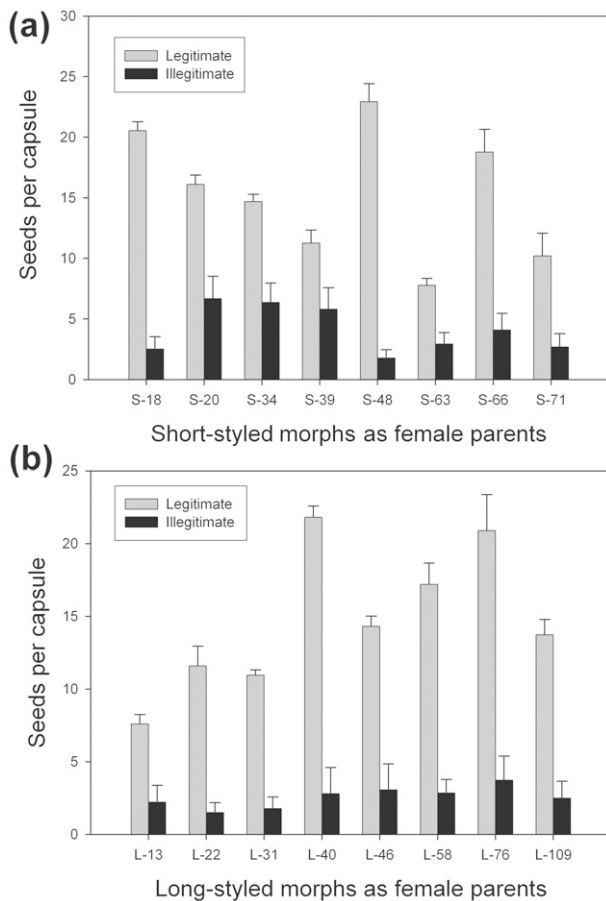 (a)
30
25
20
15
10
5
0
Seeds per capsule
Legitimate
Illegitimate
S-18 S-20 S-34 S-39 S-48 S-63 S-66 S-71
Short-styled morphs as female parents
(b)
25
20
15
10
5
0
Seeds per capsule
Legitimate
Illegitimate
L-13 L-22 L-31 L-40 L-46 L-58 L-76 L-109
Long-styled morphs as female parents